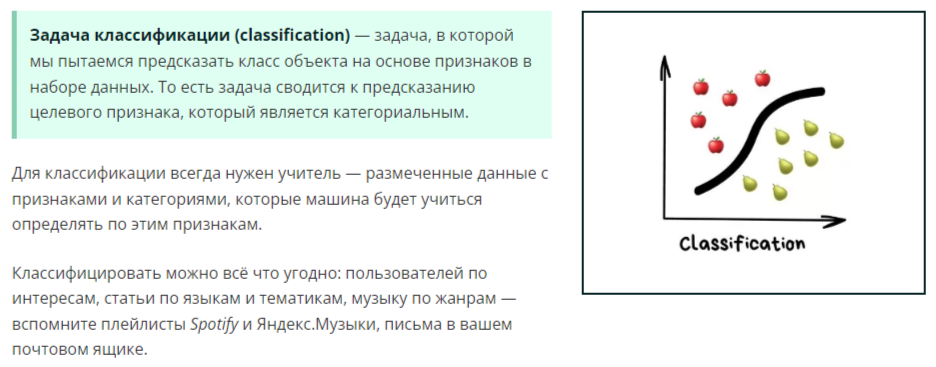 Задача классификации (classification) — задача, в которой
мы пытаемся предсказать класс объекта на основе признаков в
наборе данных. То есть задача сводится к предсказанию
целевого признака, который является категориальным.
Для классификации всегда нужен учитель — размеченные данные с
признаками и категориями, которые машина будет учиться
определять по этим признакам.
Классифицировать можно всё что угодно: пользователей по
интересам, статьи по языкам и тематикам, музыку по жанрам —
вспомните плейлисты Spotify и Яндекс.Музыки, письма в вашем
почтовом ящике.
Classification